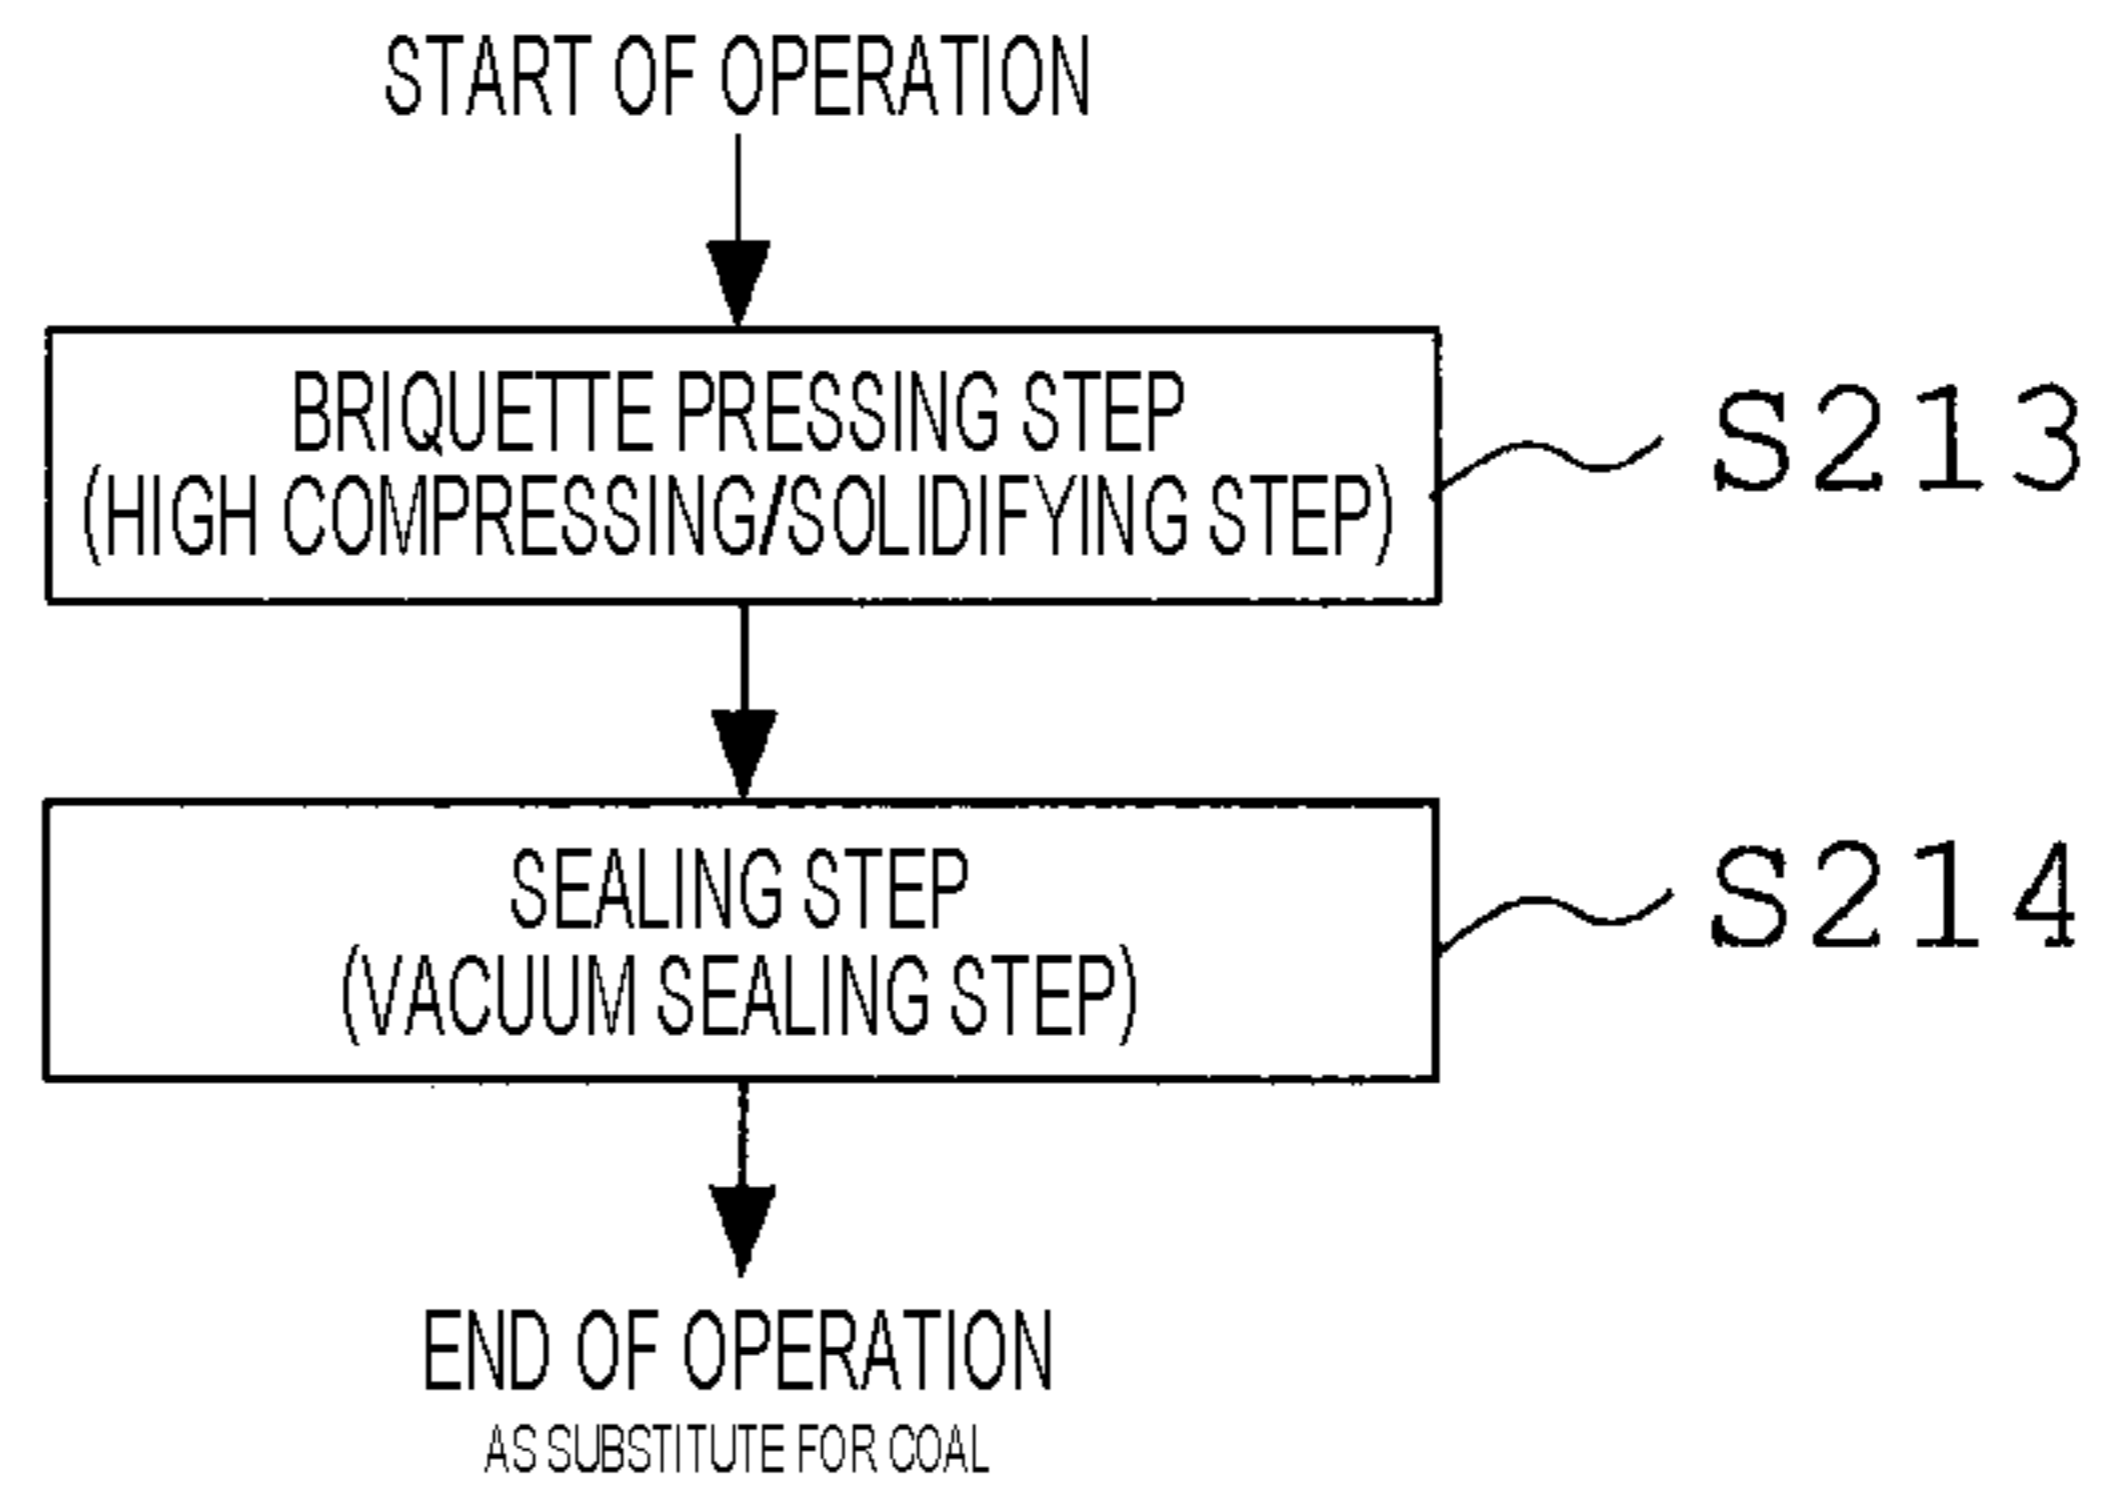 START OF OPERATION
BRIQUETTE PRESSING STEP
(HIGH COMPRESSING/SOLIDIFYING STEP)
S213
SEALING STEP
(VACUUM SEALING STEP)
S214
END OF OPERATION
AS SUBSTITUTE FOR COAL